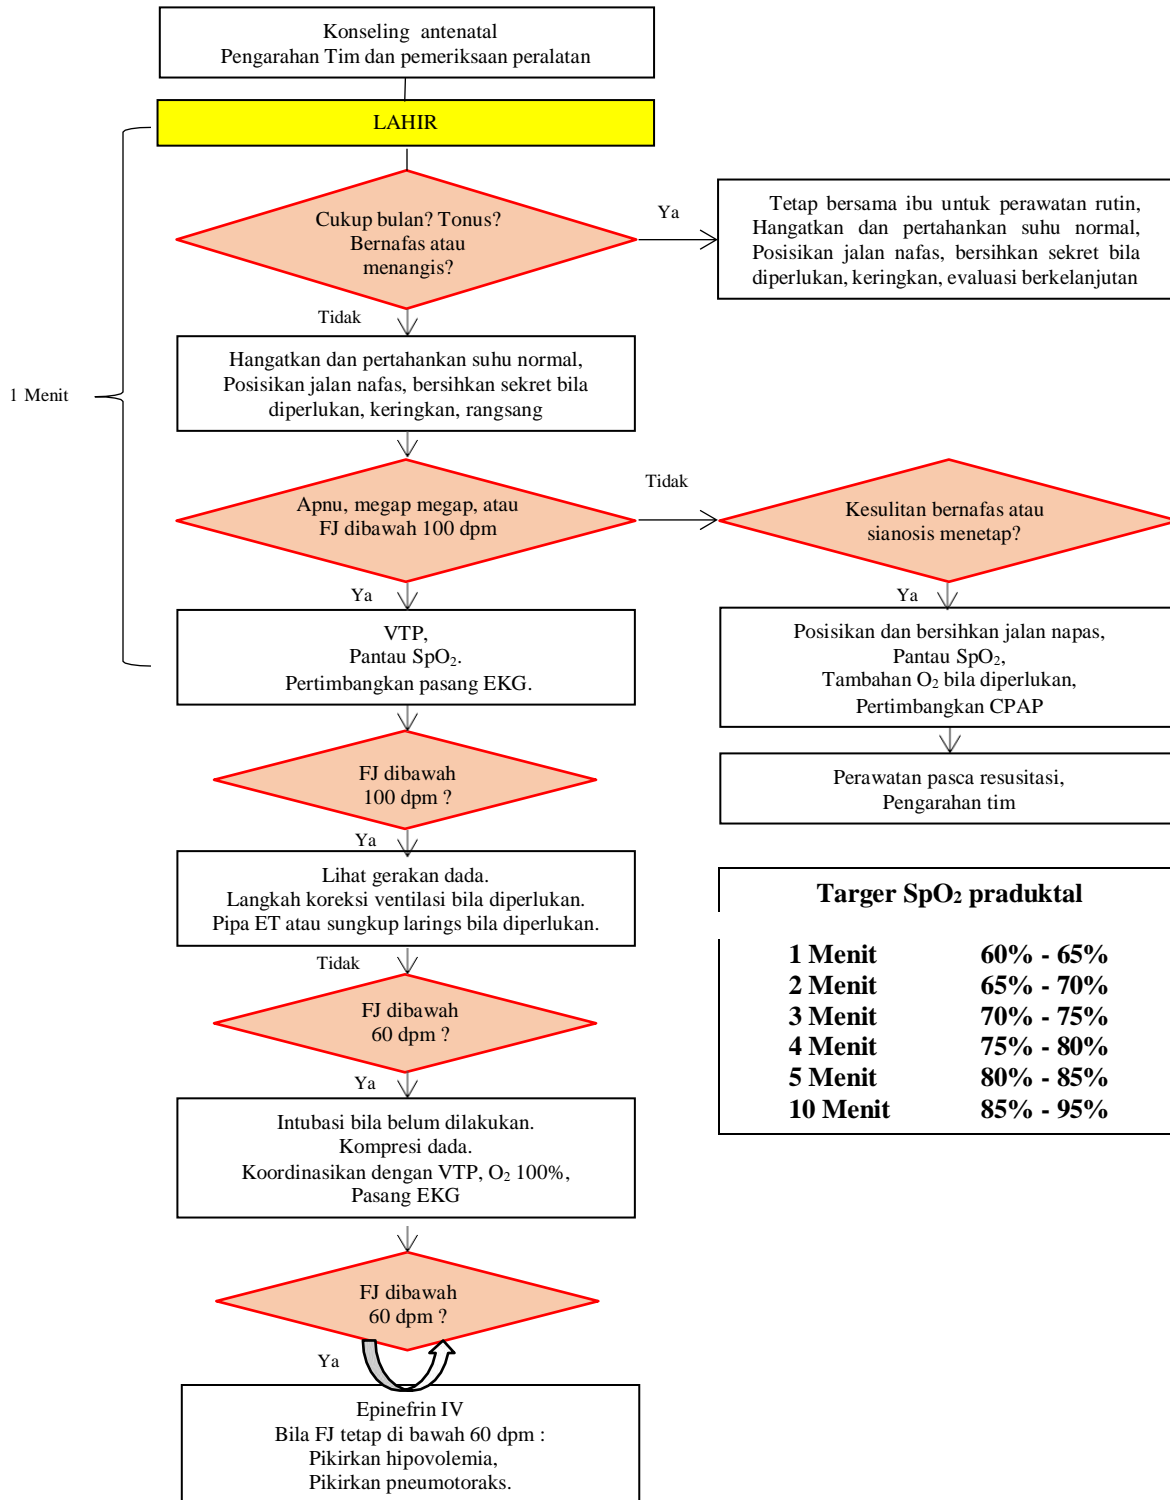 Konseling antenatal
Pengarahan Tim dan pemeriksaan peralatan
LAHIR
Cukup bulan? Tonus?
Bernafas atau
menangis?
Ya
Tetap bersama ibu untuk perawatan rutin,
Hangatkan dan pertahankan suhu normal,
Posisikan jalan nafas, bersihkan sekret bila
diperlukan, keringkan, evaluasi berkelanjutan
Tidak
Hangatkan dan pertahankan suhu normal,
Posisikan jalan nafas, bersihkan sekret bila
diperlukan, keringkan, rangsang
1 Menit
Apnu, megap megap, atau
FJ dibawah 100 dpm
Tidak
Kesulitan bernafas atau
sianosis menetap?
Ya
VTP,
Pantau SpO₂.
Pertimbangkan pasang EKG.
Ya
Posisikan dan bersihkan jalan napas,
Pantau SpO₂,
Tambahan O₂ bila diperlukan,
Pertimbangkan CPAP
Perawatan pasca resusitasi,
Pengarahan tim
FJ dibawah
100 dpm ?
Ya
Lihat gerakan dada.
Langkah koreksi ventilasi bila diperlukan.
Pipa ET atau sungkup larings bila diperlukan.
Tidak
FJ dibawah
60 dpm ?
Ya
Intubasi bila belum dilakukan.
Kompresi dada.
Koordinasikan dengan VTP, O₂ 100%,
Pasang EKG
FJ dibawah
60 dpm ?
Ya
Epinefrin IV
Bila FJ tetap di bawah 60 dpm :
Pikirkan hipovolemia,
Pikirkan pneumotoraks.
Targer SpO₂ praduktal
1 Menit 60% - 65%
2 Menit 65% - 70%
3 Menit 70% - 75%
4 Menit 75% - 80%
5 Menit 80% - 85%
10 Menit 85% - 95%